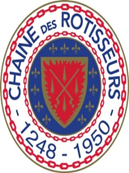 CHAINE DES ROTISSEURS
- 1248 - 1950 -